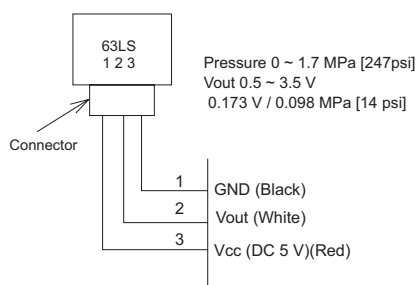 63LS
1 2 3
Pressure 0 ~ 1.7 MPa [247psi]
Vout 0.5 ~ 3.5 V
0.173 V / 0.098 MPa [14 psi]
Connector
1
GND (Black)
2
Vout (White)
3
Vcc (DC 5 V)(Red)